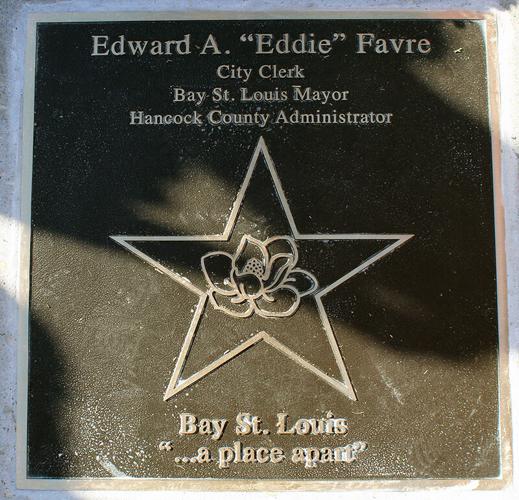 Edward A. “Eddie” Favre
City Clerk
Bay St. Louis Mayor
Hancock County Administrator
Bay St. Louis
“...a place apart”